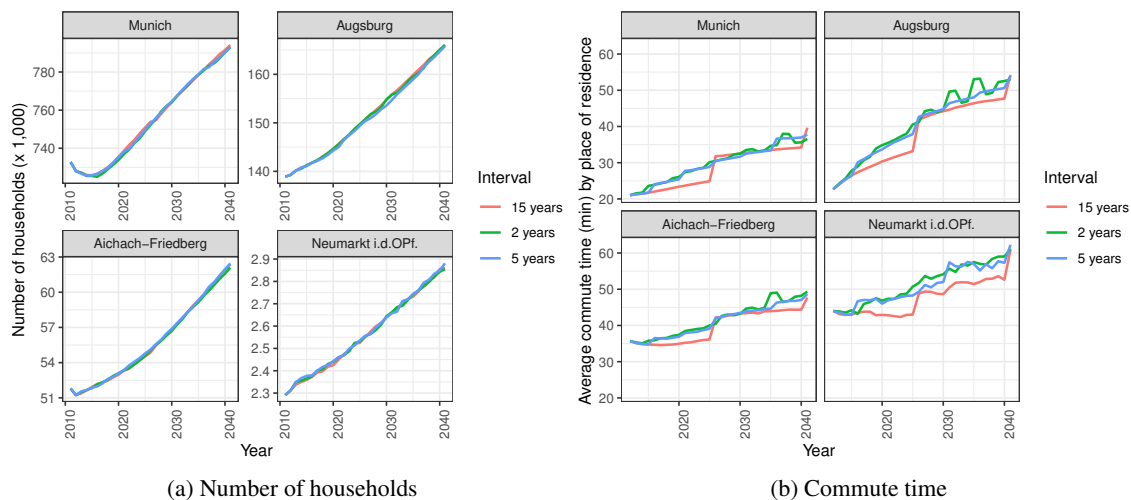 Munich
Augsburg
780
760
740
160
150
140
2010
2020
2030
2040
2010
2020
2030
2040
Aichach−Friedberg
Neumarkt i.d.OPf.
63
60
57
54
51
2.9
2.8
2.7
2.6
2.5
2.4
2.3
2010
2020
2030
2040
2010
2020
2030
2040
Number of households (x 1,000)
Year
Interval
15 years
2 years
5 years
(a) Number of households
Munich
Augsburg
60
50
40
30
20
Aichach−Friedberg
Neumarkt i.d.OPf.
60
50
40
30
20
2020
2030
2040
2020
2030
2040
Average commute time (min) by place of residence
Year
Interval
15 years
2 years
5 years
(b) Commute time